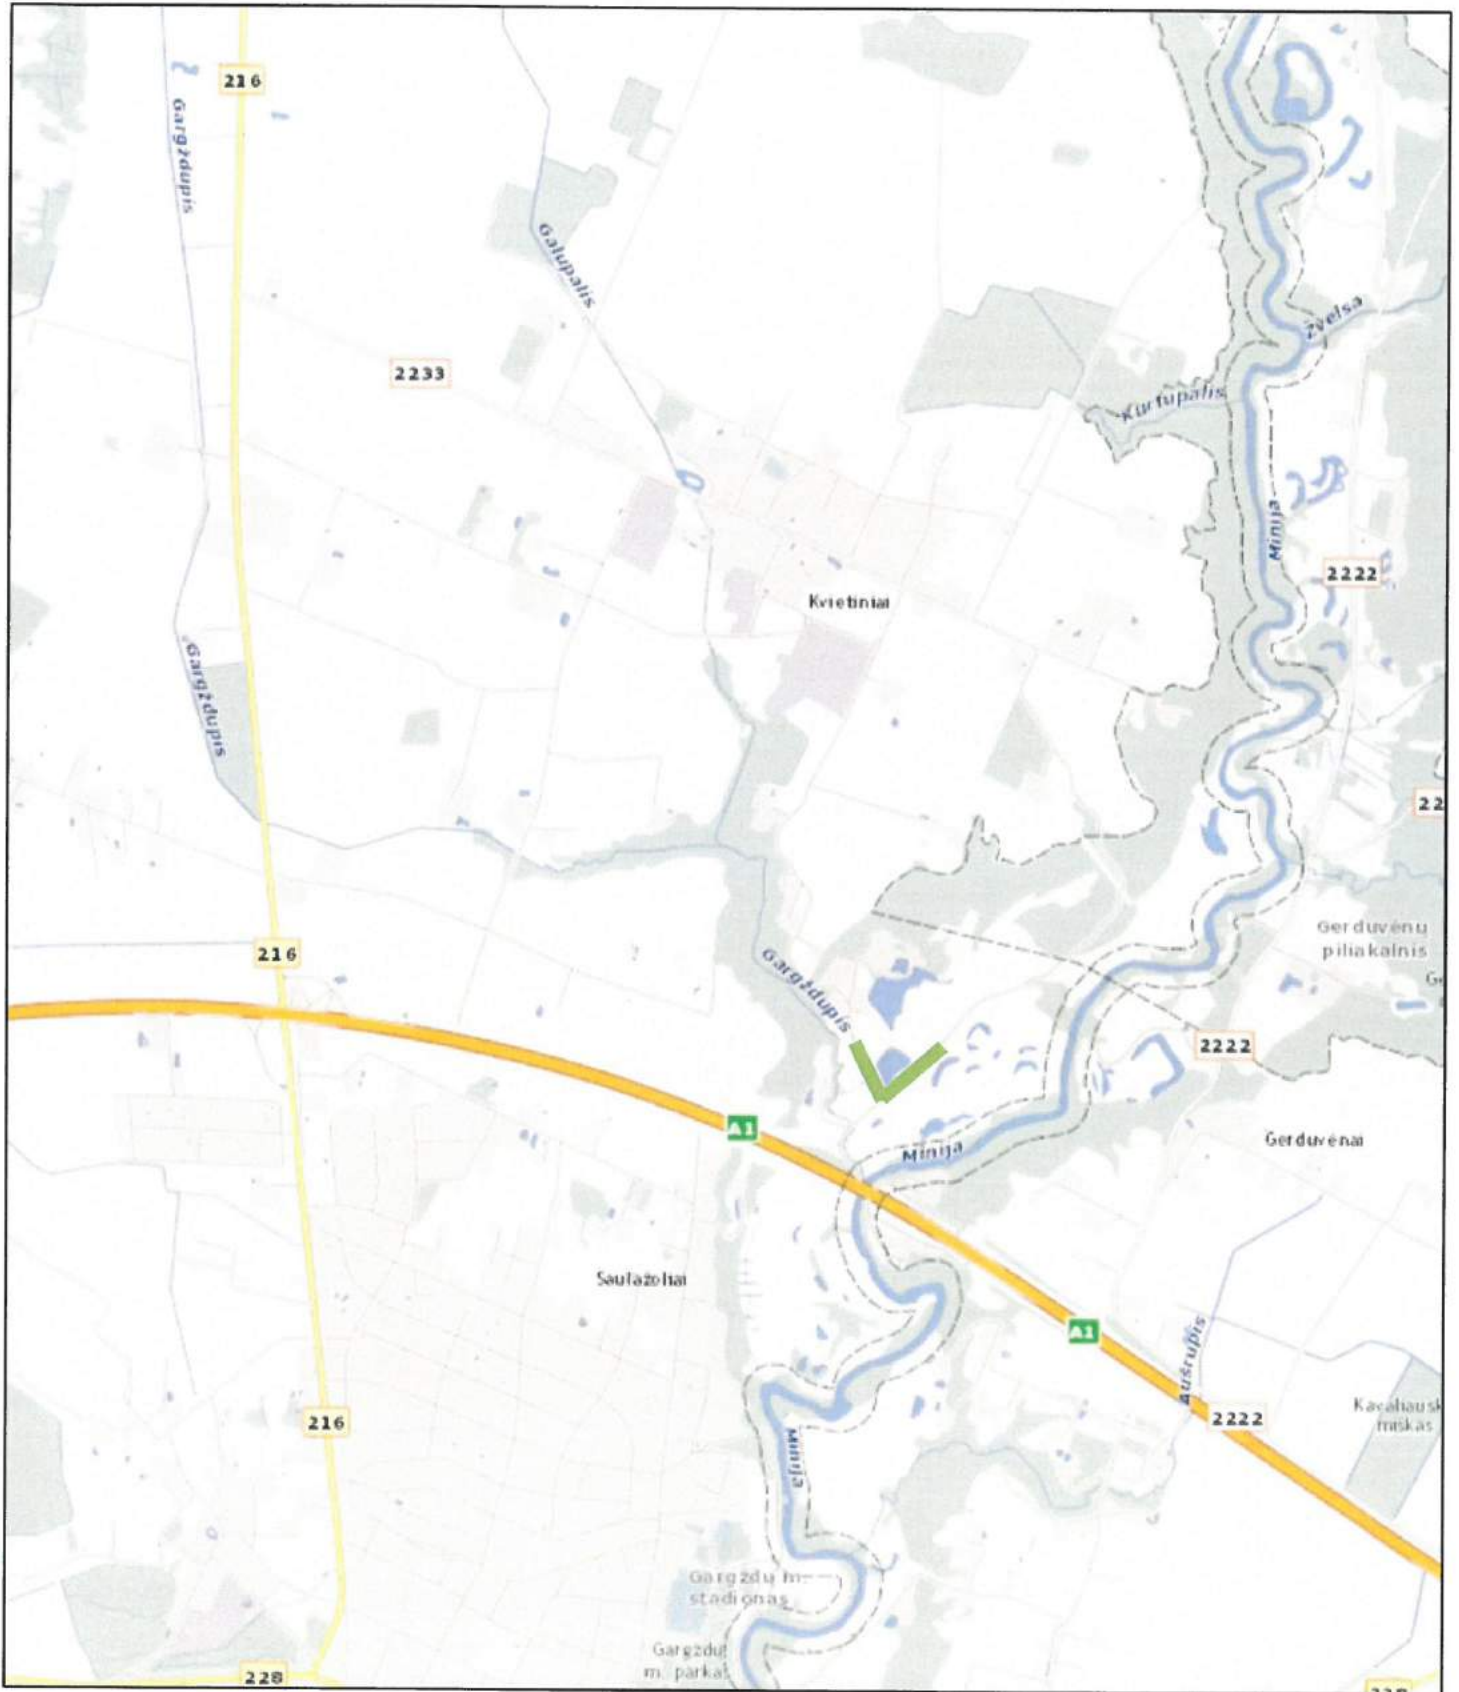 216
Gargždupis
Galupalis
Žvelsa
2233
Kurtupalis
Minija
2222
Kvietiniai
Gargždupis
22
Gerduvėnų
piliakalnis
216
Gargždupis
2222
A1
Minija
Gerduvėnai
Saulažoliai
A1
Aušrupis
216
2222
Kavaliausk
miškas
Minija
Gargždų m.
stadionas
Gargždų
m. parkas
228